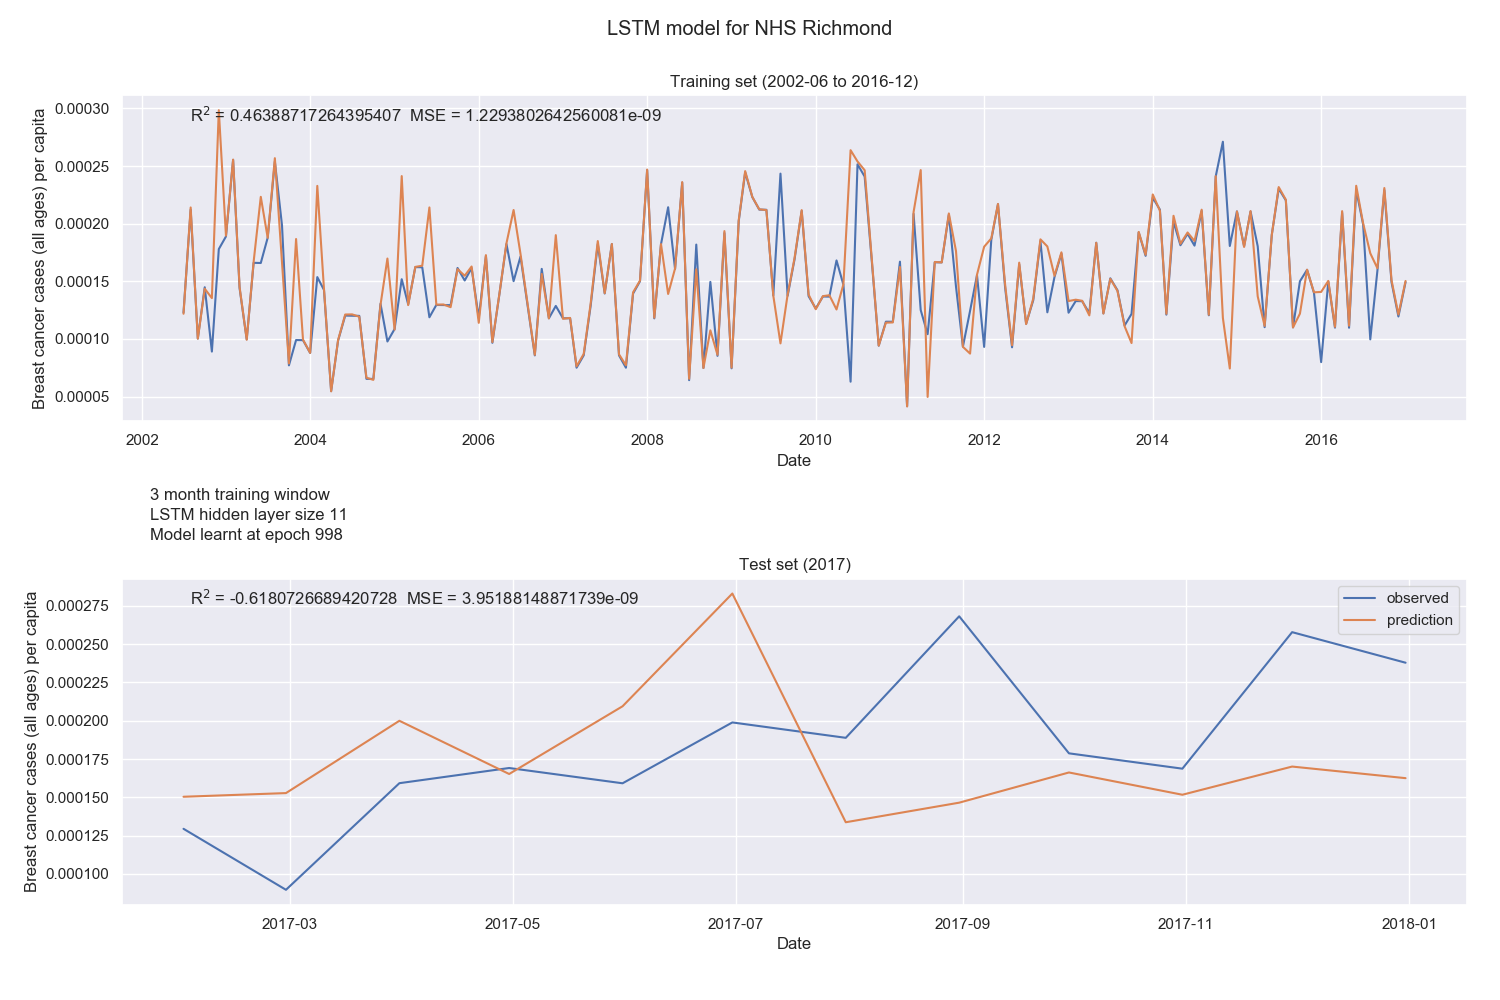 LSTM model for NHS Richmond
Training set (2002-06 to 2016-12)
R² = 0.46388717264395407 MSE = 1.2293802642560081e-09
Breast cancer cases (all ages) per capita
0.00030
0.00025
0.00020
0.00015
0.00010
0.00005
2002 2004 2006 2008 2010 2012 2014 2016
Date
3 month training window
LSTM hidden layer size 11
Model learnt at epoch 998
Test set (2017)
R² = -0.6180726689420728 MSE = 3.95188148871739e-09
observed
prediction
Breast cancer cases (all ages) per capita
0.000275
0.000250
0.000225
0.000200
0.000175
0.000150
0.000125
0.000100
2017-03 2017-05 2017-07 2017-09 2017-11 2018-01
Date